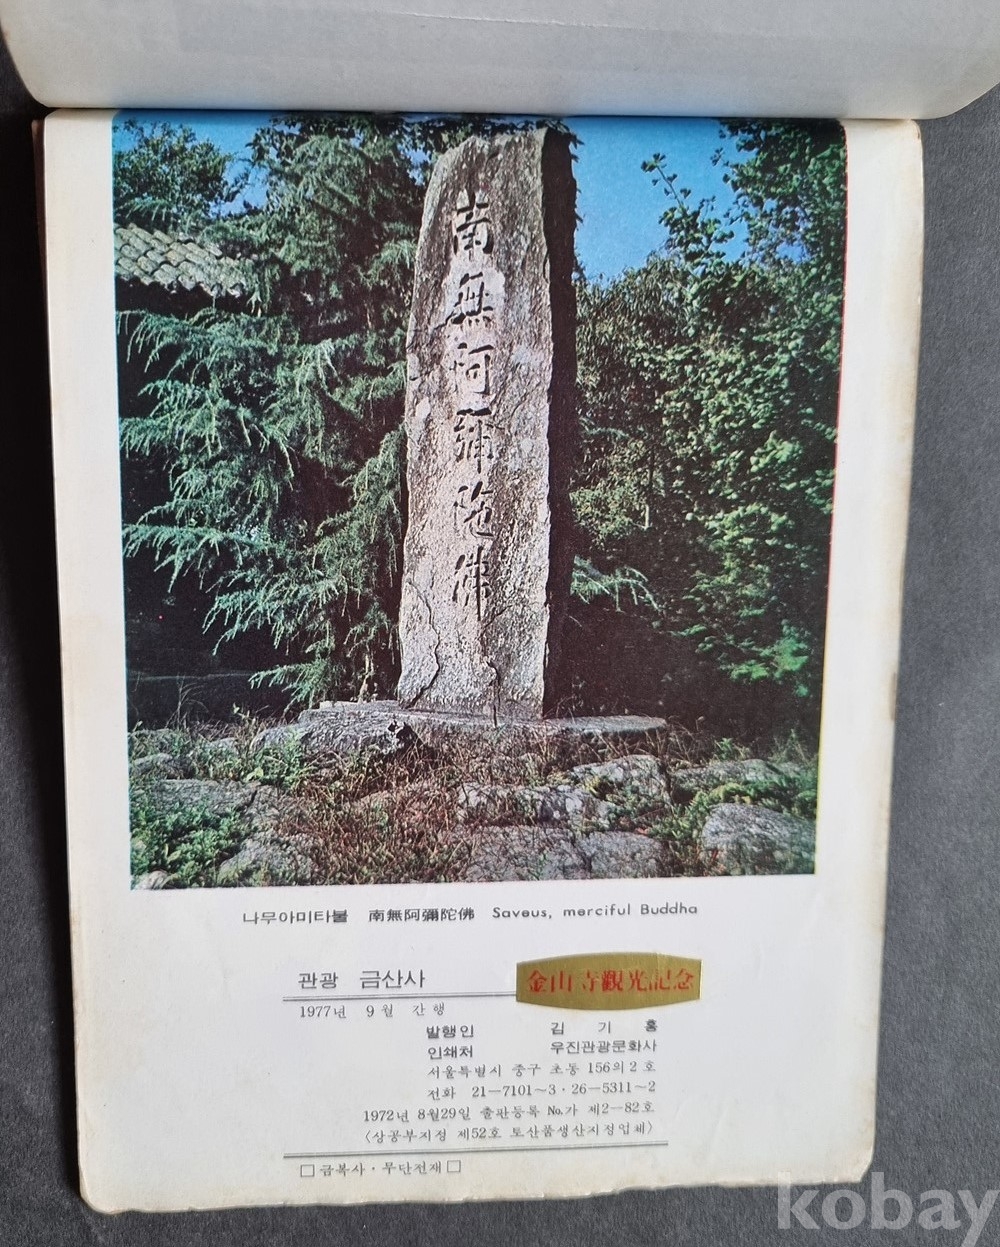 南無阿彌陀佛
나무아미타불 南無阿彌陀佛 Saveus, merciful Buddha
관광 금산사 金山寺觀光記念
1977년 9월 간행
발행인 김기홍
인쇄처 우진관광문화사
서울특별시 중구 초동 156의2호
전화 21-7101~3·26-5311~2
1972년 8월29일 출판등록 No.가 제2-82호
〈상공부지정 제52호 토산품생산지정업체〉
□금복사·무단전재□
kobay